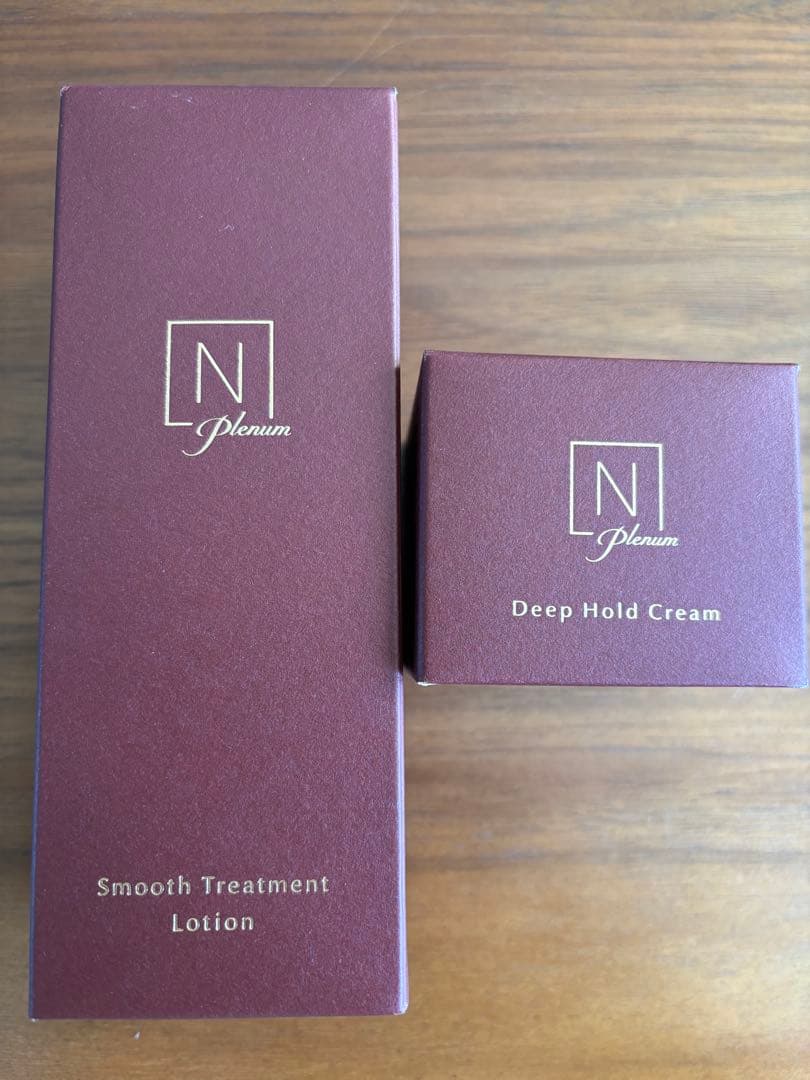 N
Plenum
Smooth Treatment
Lotion
N
Plenum
Deep Hold Cream